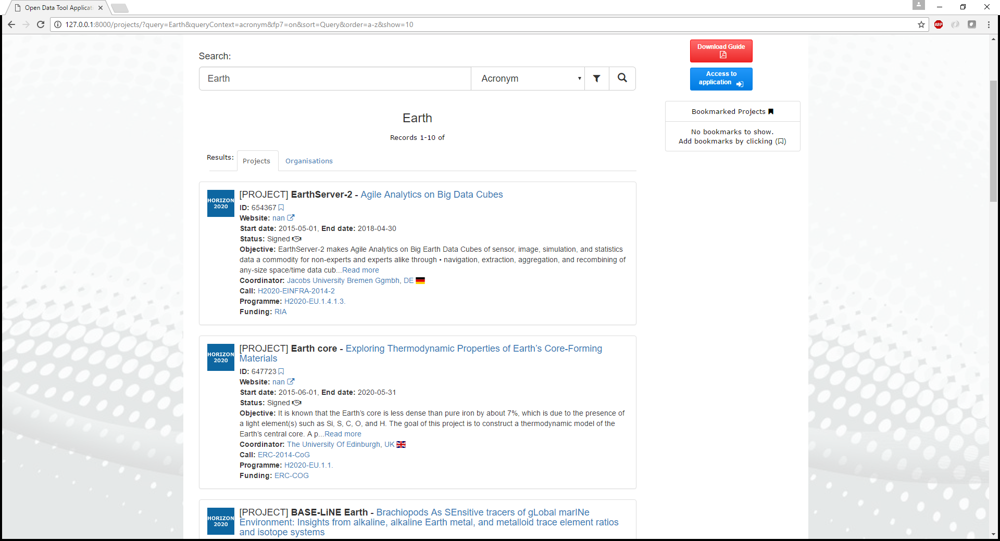 Open Data Tool Applicat
127.0.0.1:8000/projects/?query=Earth&queryContext=acronym&fp7=on&sort=Query&order=a-z&show=10
ABP
Search:
Earth
Acronym
Download Guide
Access to
application
Bookmarked Projects
No bookmarks to show.
Add bookmarks by clicking ( )
Earth
Records 1-10 of
Results:
Projects
Organisations
HORIZON
2020
[PROJECT] EarthServer-2 - Agile Analytics on Big Data Cubes
ID: 654367
Website: nan
Start date: 2015-05-01, End date: 2018-04-30
Status: Signed
Objective: EarthServer-2 makes Agile Analytics on Big Earth Data Cubes of sensor, image, simulation, and statistics
data a commodity for non-experts and experts alike through • navigation, extraction, aggregation, and recombining of
any-size space/time data cub...Read more
Coordinator: Jacobs University Bremen Ggmbh, DE
Call: H2020-EINFRA-2014-2
Programme: H2020-EU.1.4.1.3.
Funding: RIA
HORIZON
2020
[PROJECT] Earth core - Exploring Thermodynamic Properties of Earth’s Core-Forming
Materials
ID: 647723
Website: nan
Start date: 2015-06-01, End date: 2020-05-31
Status: Signed
Objective: It is known that the Earth’s core is less dense than pure iron by about 7%, which is due to the presence of
a light element(s) such as Si, S, C, O, and H. The goal of this project is to construct a thermodynamic model of the
Earth’s central core. A p...Read more
Coordinator: The University Of Edinburgh, UK
Call: ERC-2014-CoG
Programme: H2020-EU.1.1.
Funding: ERC-COG
HORIZON
2020
[PROJECT] BASE-LiNE Earth - Brachiopods As SEnsitive tracers of gLobal marINe
Environment: Insights from alkaline, alkaline Earth metal, and metalloid trace element ratios
and isotope systems